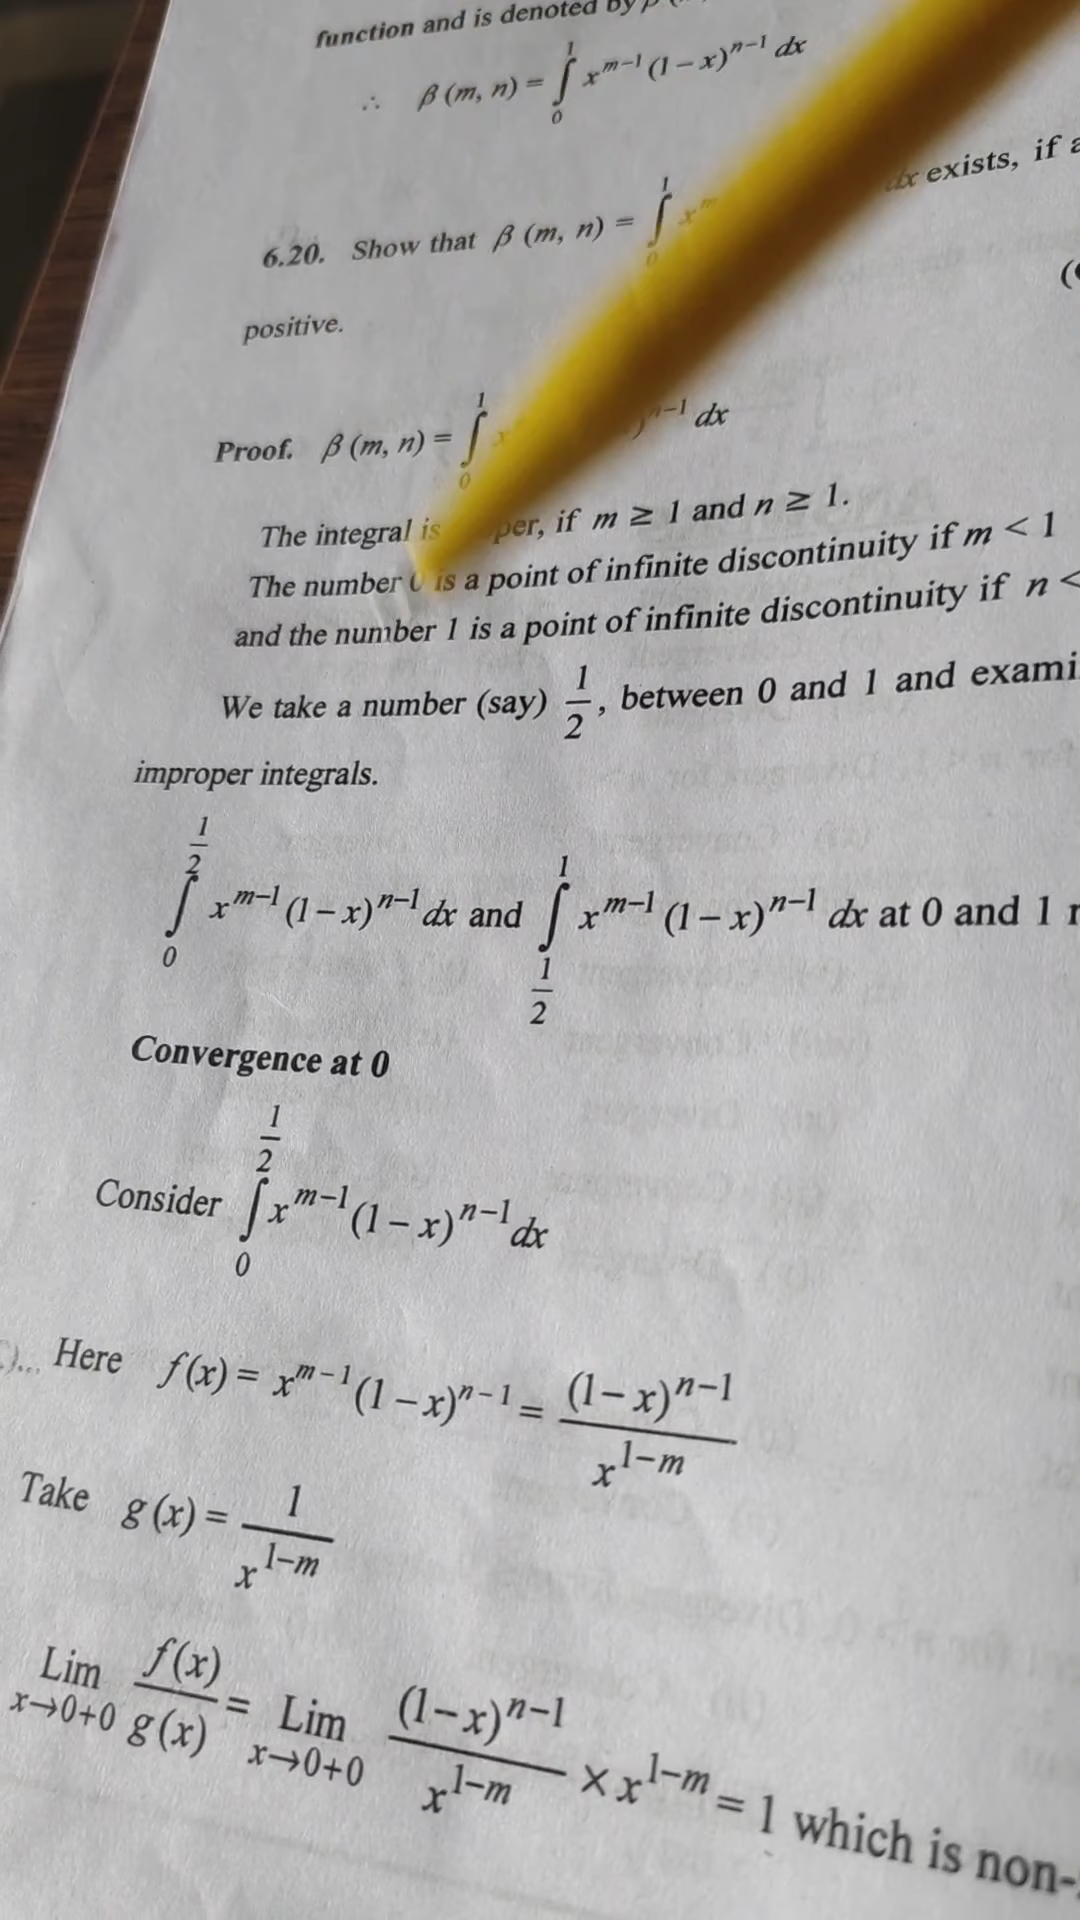 function and is denoted by β
∴ β (m, n) = ∫₀¹ x^{m−1} (1 − x)^{n−1} dx
6.20. Show that β (m, n) = ∫₀¹ x^m dx exists, if
positive.
Proof. β (m, n) = ∫₀¹ x )^{n−1} dx
The integral is per, if m ≥ 1 and n ≥ 1.
The number 0 is a point of infinite discontinuity if m < 1
and the number 1 is a point of infinite discontinuity if n <
We take a number (say) 1/2, between 0 and 1 and exami
improper integrals.
∫₀^{1/2} x^{m−1} (1 − x)^{n−1} dx and ∫_{1/2}^1 x^{m−1} (1 − x)^{n−1} dx at 0 and 1
Convergence at 0
Consider ∫₀^{1/2} x^{m−1} (1 − x)^{n−1} dx
Here f(x) = x^{m−1} (1 − x)^{n−1} = (1 − x)^{n−1} / x^{1−m}
Take g(x) = 1 / x^{1−m}
Lim x→0+0 f(x)/g(x) = Lim x→0+0 (1−x)^{n−1} / x^{1−m} × x^{1−m} = 1 which is non-